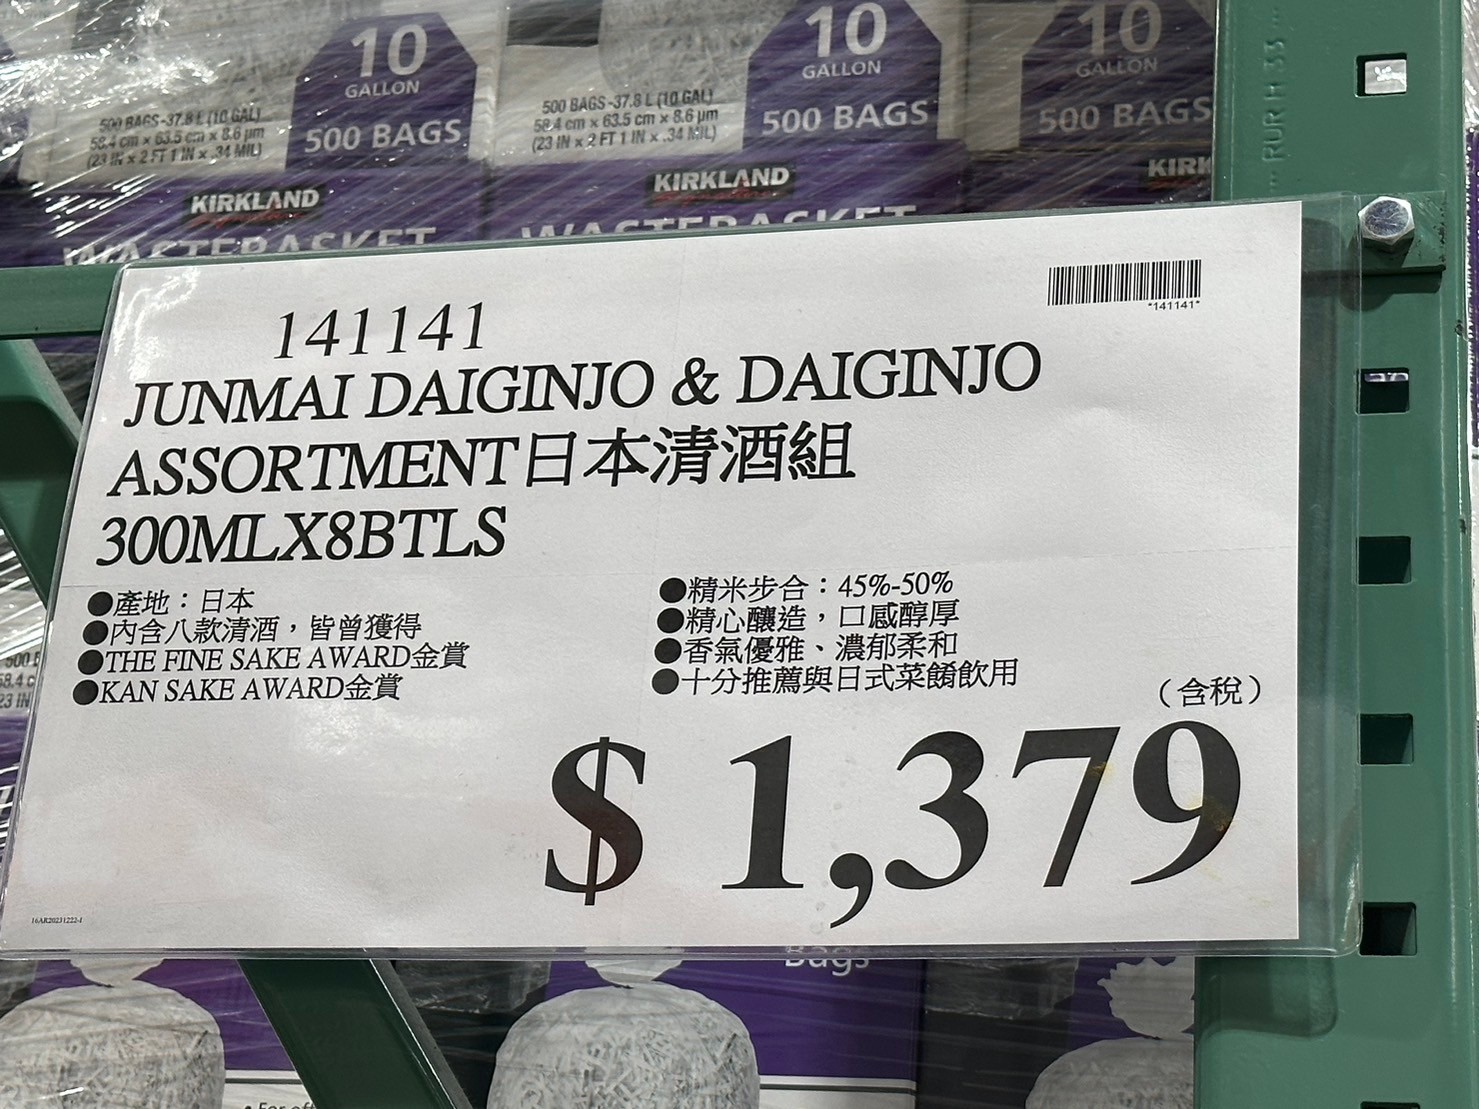 10
GALLON
500 BAGS
500 BAGS-37.8 L (10 GAL)
58.4 cm × 63.5 cm × 8.6 µm
(23 IN × 2 FT 1 IN × .34 MIL)
KIRKLAND
WASTEBASKET
10
GALLON
500 BAGS
500 BAGS-37.8 L (10 GAL)
58.4 cm × 63.5 cm × 8.6 µm
(23 IN × 2 FT 1 IN × .34 MIL)
KIRKLAND
WASTEBASKET
10
GALLON
500 BAGS
KIRK
141141
*141141*
JUNMAI DAIGINJO & DAIGINJO
ASSORTMENT日本清酒組
300MLX8BTLS
●產地：日本
●內含八款清酒，皆曾獲得
●THE FINE SAKE AWARD金賞
●KAN SAKE AWARD金賞
●精米步合：45%-50%
●精心釀造，口感醇厚
●香氣優雅、濃郁柔和
●十分推薦與日式菜餚飲用
（含稅）
$ 1,379
16AR20231222-1
Bags